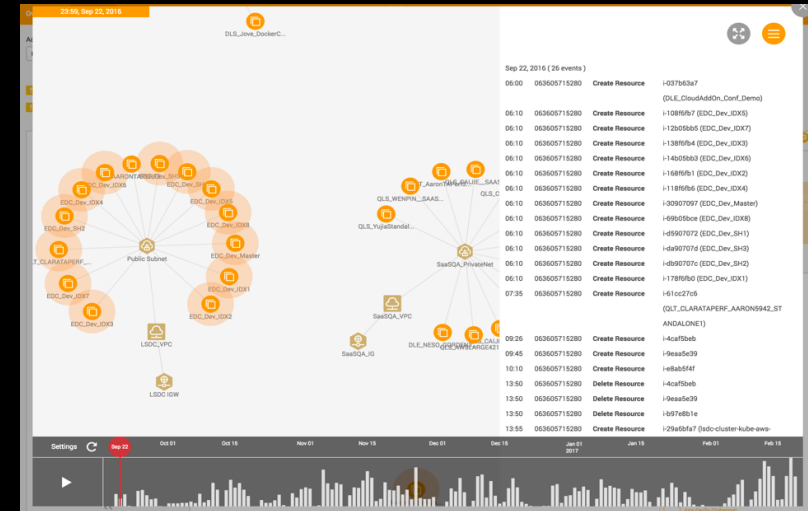 23:59, Sep 22, 2016
DLS_Jove_DockerC...
EDC_Dev_IDX6
EDC_Dev_IDX5
EDC_Dev_IDX4
EDC_Dev_IDX8
EDC_Dev_SH2
EDC_Dev_Master
Public Subnet
EDC_Dev_IDX1
EDC_Dev_IDX7
EDC_Dev_IDX3
EDC_Dev_IDX2
LSDC_VPC
LSDC IGW
QLS_WENPIN_SAAS...
QLS_YujiaStandal...
SaaSQA_PrivateNet
SaaSQA_VPC
SaaSQA_IG
Sep 22, 2016 ( 26 events )
06:00 063605715280 Create Resource i-037b63a7
(DLE_CloudAddOn_Conf_Demo)
06:10 063605715280 Create Resource i-108f6fb7 (EDC_Dev_IDX5)
06:10 063605715280 Create Resource i-12b05bb5 (EDC_Dev_IDX7)
06:10 063605715280 Create Resource i-138f6fb4 (EDC_Dev_IDX3)
06:10 063605715280 Create Resource i-14b05bb3 (EDC_Dev_IDX6)
06:10 063605715280 Create Resource i-168f6fb1 (EDC_Dev_IDX2)
06:10 063605715280 Create Resource i-118f6fb6 (EDC_Dev_IDX4)
06:10 063605715280 Create Resource i-30907097 (EDC_Dev_Master)
06:10 063605715280 Create Resource i-69b05bce (EDC_Dev_IDX8)
06:10 063605715280 Create Resource i-d5907072 (EDC_Dev_SH1)
06:10 063605715280 Create Resource i-da90707d (EDC_Dev_SH3)
06:10 063605715280 Create Resource i-db90707c (EDC_Dev_SH2)
06:10 063605715280 Create Resource i-178f6fb0 (EDC_Dev_IDX1)
07:35 063605715280 Create Resource i-61cc27c6
(QLT_CLARATAPERF_AARON5942_ST
ANDALONE1)
09:26 063605715280 Create Resource i-4caf5beb
09:45 063605715280 Create Resource i-9eaa5e39
10:10 063605715280 Create Resource i-e8ab5f4f
13:50 063605715280 Delete Resource i-4caf5beb
13:50 063605715280 Delete Resource i-9eaa5e39
13:50 063605715280 Delete Resource i-b97e8b1e
13:55 063605715280 Create Resource i-29a6bfa7 (lsdc-cluster-kube-aws-
Settings Sep 22 Oct 01 Oct 15 Nov 01 Nov 15 Dec 01 Dec 15 Jan 01 Jan 15 Feb 01 Feb 15
2017